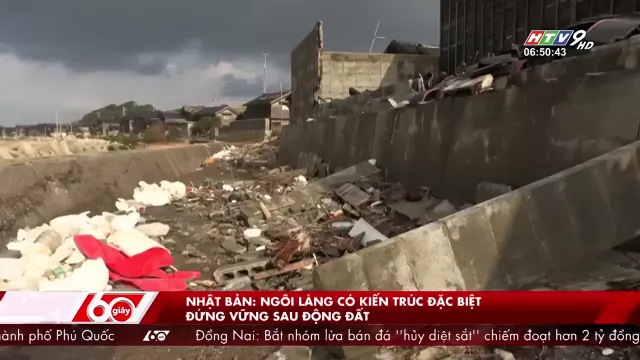 HTV9 HD
06:50:43
60 giây
NHẬT BẢN: NGÔI LÀNG CÓ KIẾN TRÚC ĐẶC BIỆT
ĐỨNG VỮNG SAU ĐỘNG ĐẤT
hành phố Phú Quốc 60 giây Đồng Nai: Bắt nhóm lừa bán đá "hủy diệt sắt" chiếm đoạt hơn 2 tỷ đồng